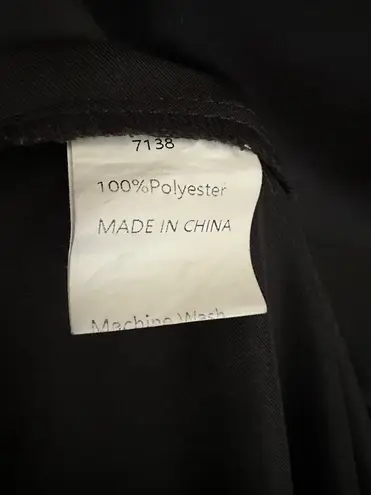 7138
100%Polyester
MADE IN CHINA
Machine Wash